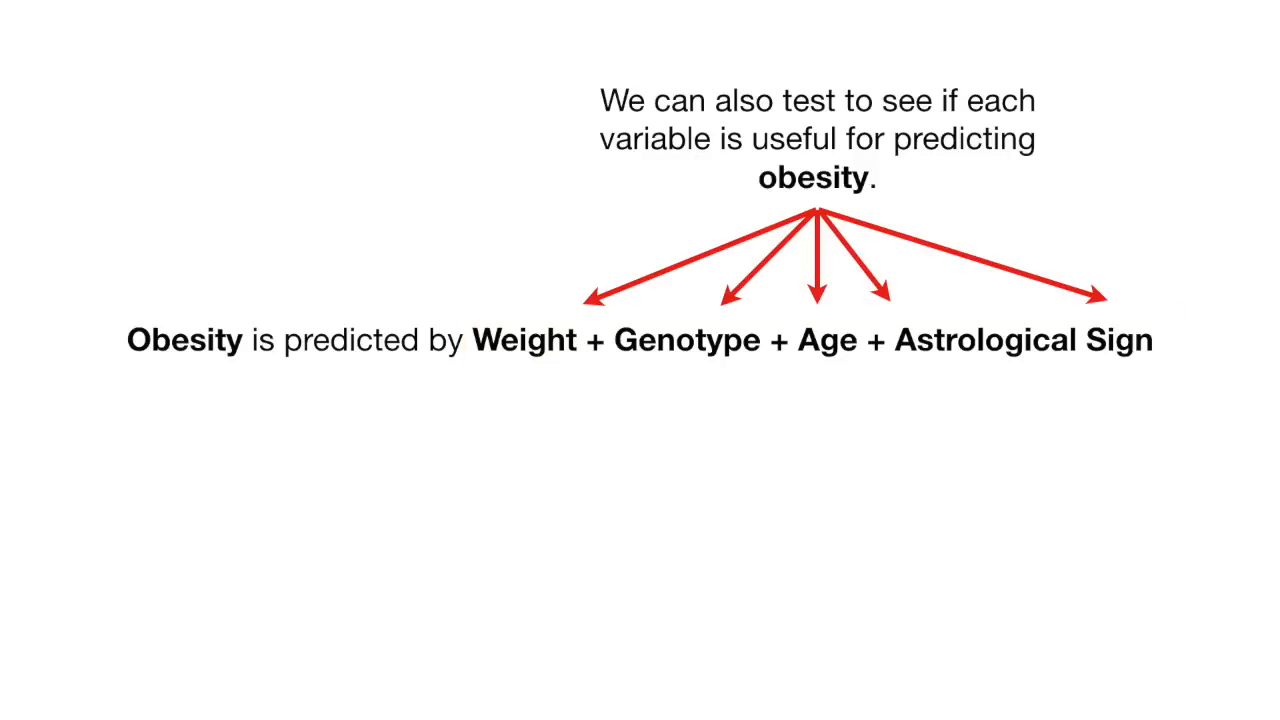 We can also test to see if each
variable is useful for predicting
obesity.
Obesity is predicted by Weight + Genotype + Age + Astrological Sign